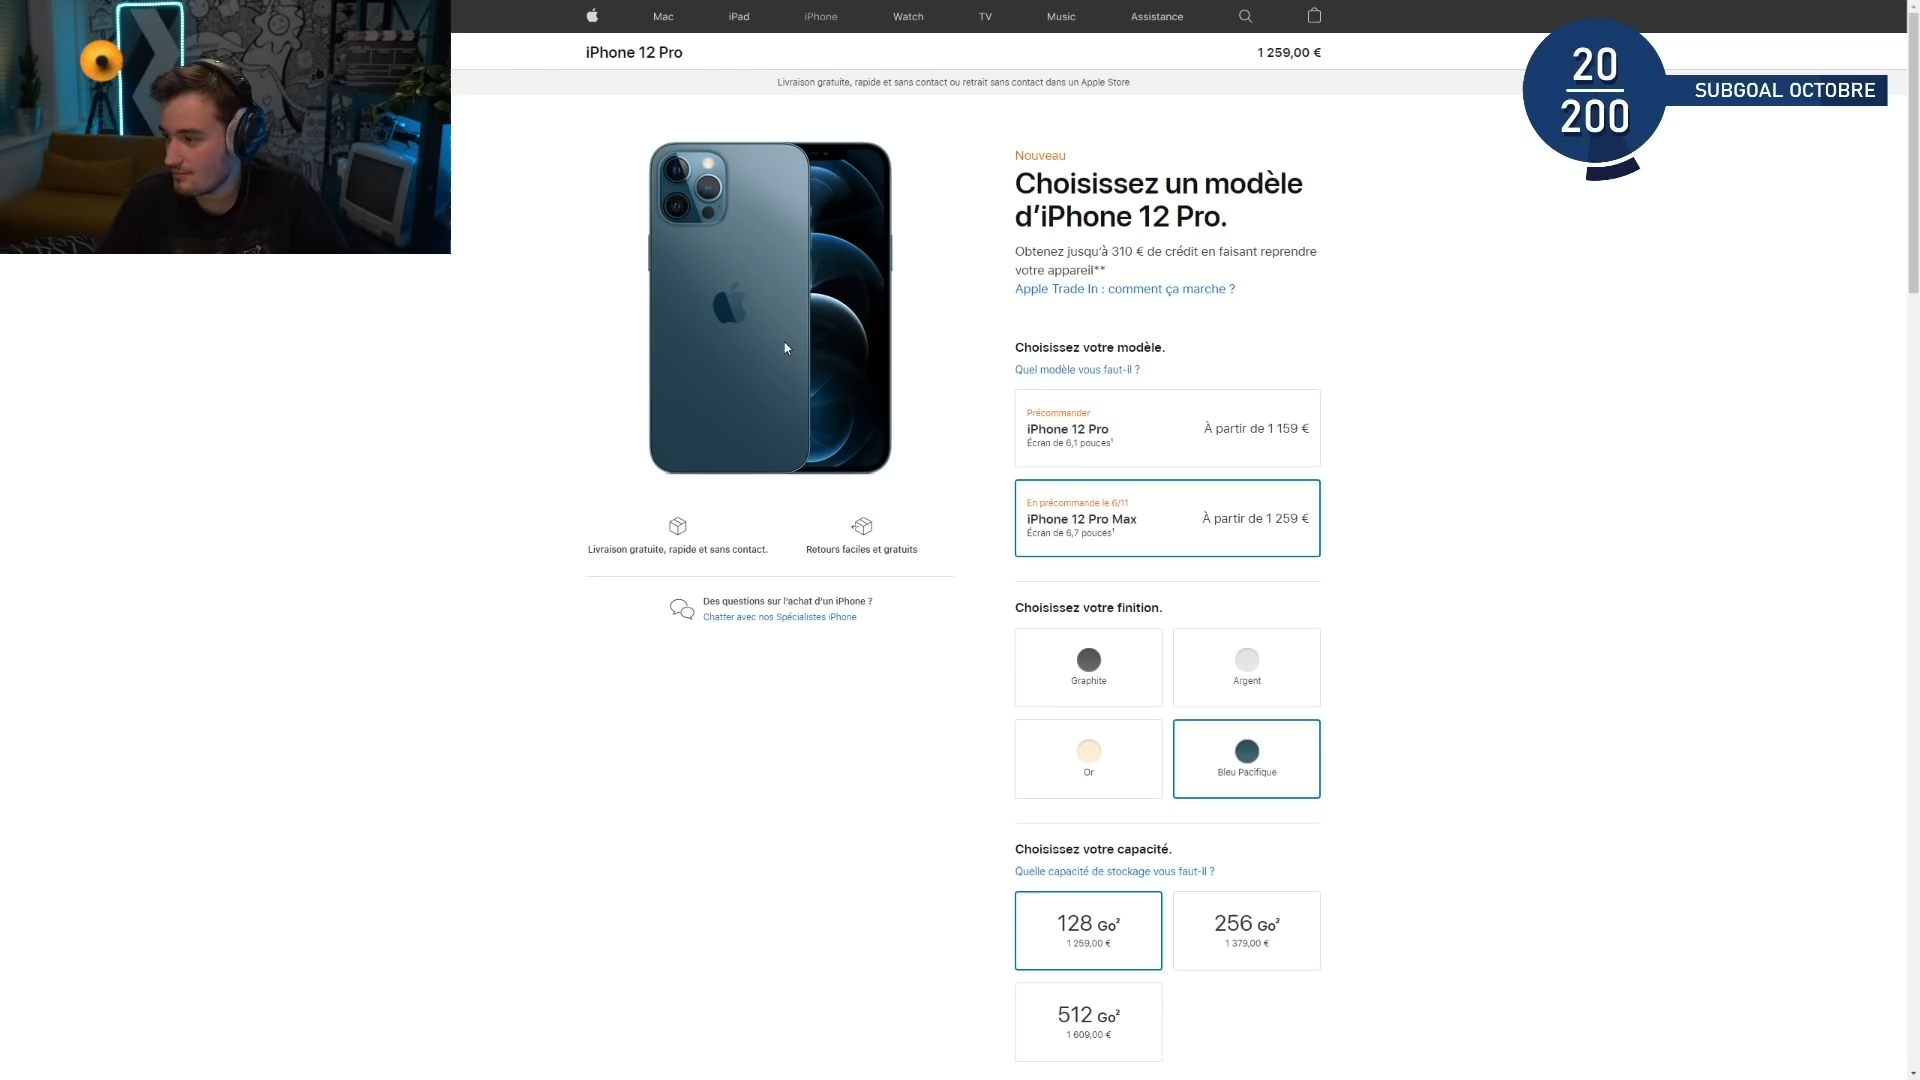 Mac iPad iPhone Watch TV Music Assistance
iPhone 12 Pro
1 259,00 €
Livraison gratuite, rapide et sans contact ou retrait sans contact dans un Apple Store
20
200
SUBGOAL OCTOBRE
Nouveau
Choisissez un modèle
d’iPhone 12 Pro.
Obtenez jusqu’à 310 € de crédit en faisant reprendre
votre appareil**
Apple Trade In : comment ça marche ?
Choisissez votre modèle.
Quel modèle vous faut-il ?
Précommander
iPhone 12 Pro
Écran de 6,1 pouces¹
À partir de 1 159 €
En précommande le 6/11
iPhone 12 Pro Max
Écran de 6,7 pouces¹
À partir de 1 259 €
Livraison gratuite, rapide et sans contact.
Retours faciles et gratuits
Des questions sur l’achat d’un iPhone ?
Chatter avec nos Spécialistes iPhone
Choisissez votre finition.
Graphite
Argent
Or
Bleu Pacifique
Choisissez votre capacité.
Quelle capacité de stockage vous faut-il ?
128 Go²
1 259,00 €
256 Go²
1 379,00 €
512 Go²
1 609,00 €